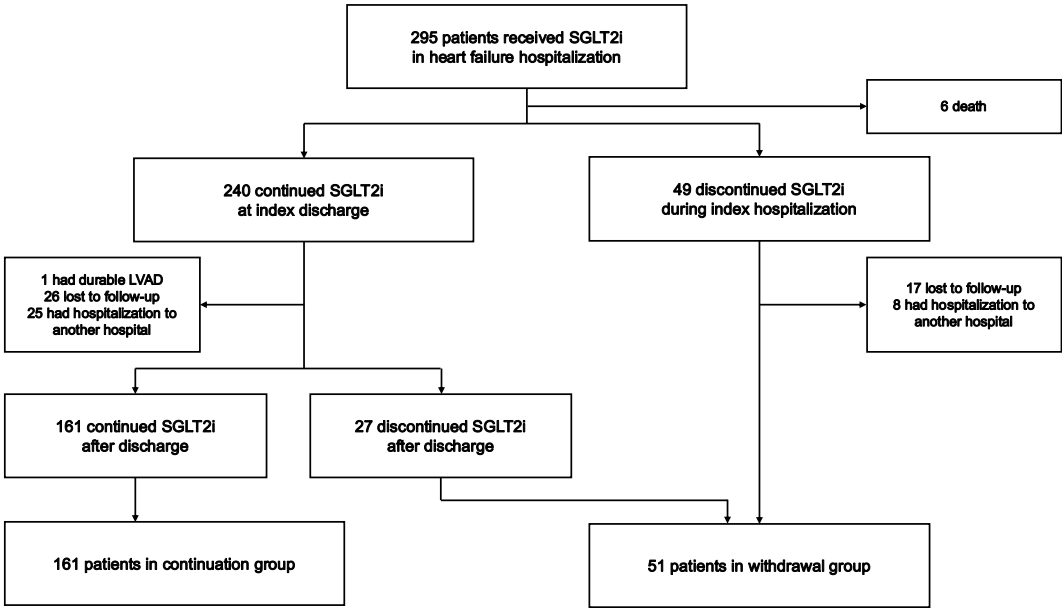 295 patients received SGLT2i
in heart failure hospitalization
6 death
240 continued SGLT2i
at index discharge
49 discontinued SGLT2i
during index hospitalization
1 had durable LVAD
26 lost to follow-up
25 had hospitalization to
another hospital
17 lost to follow-up
8 had hospitalization to
another hospital
161 continued SGLT2i
after discharge
27 discontinued SGLT2i
after discharge
161 patients in continuation group
51 patients in withdrawal group